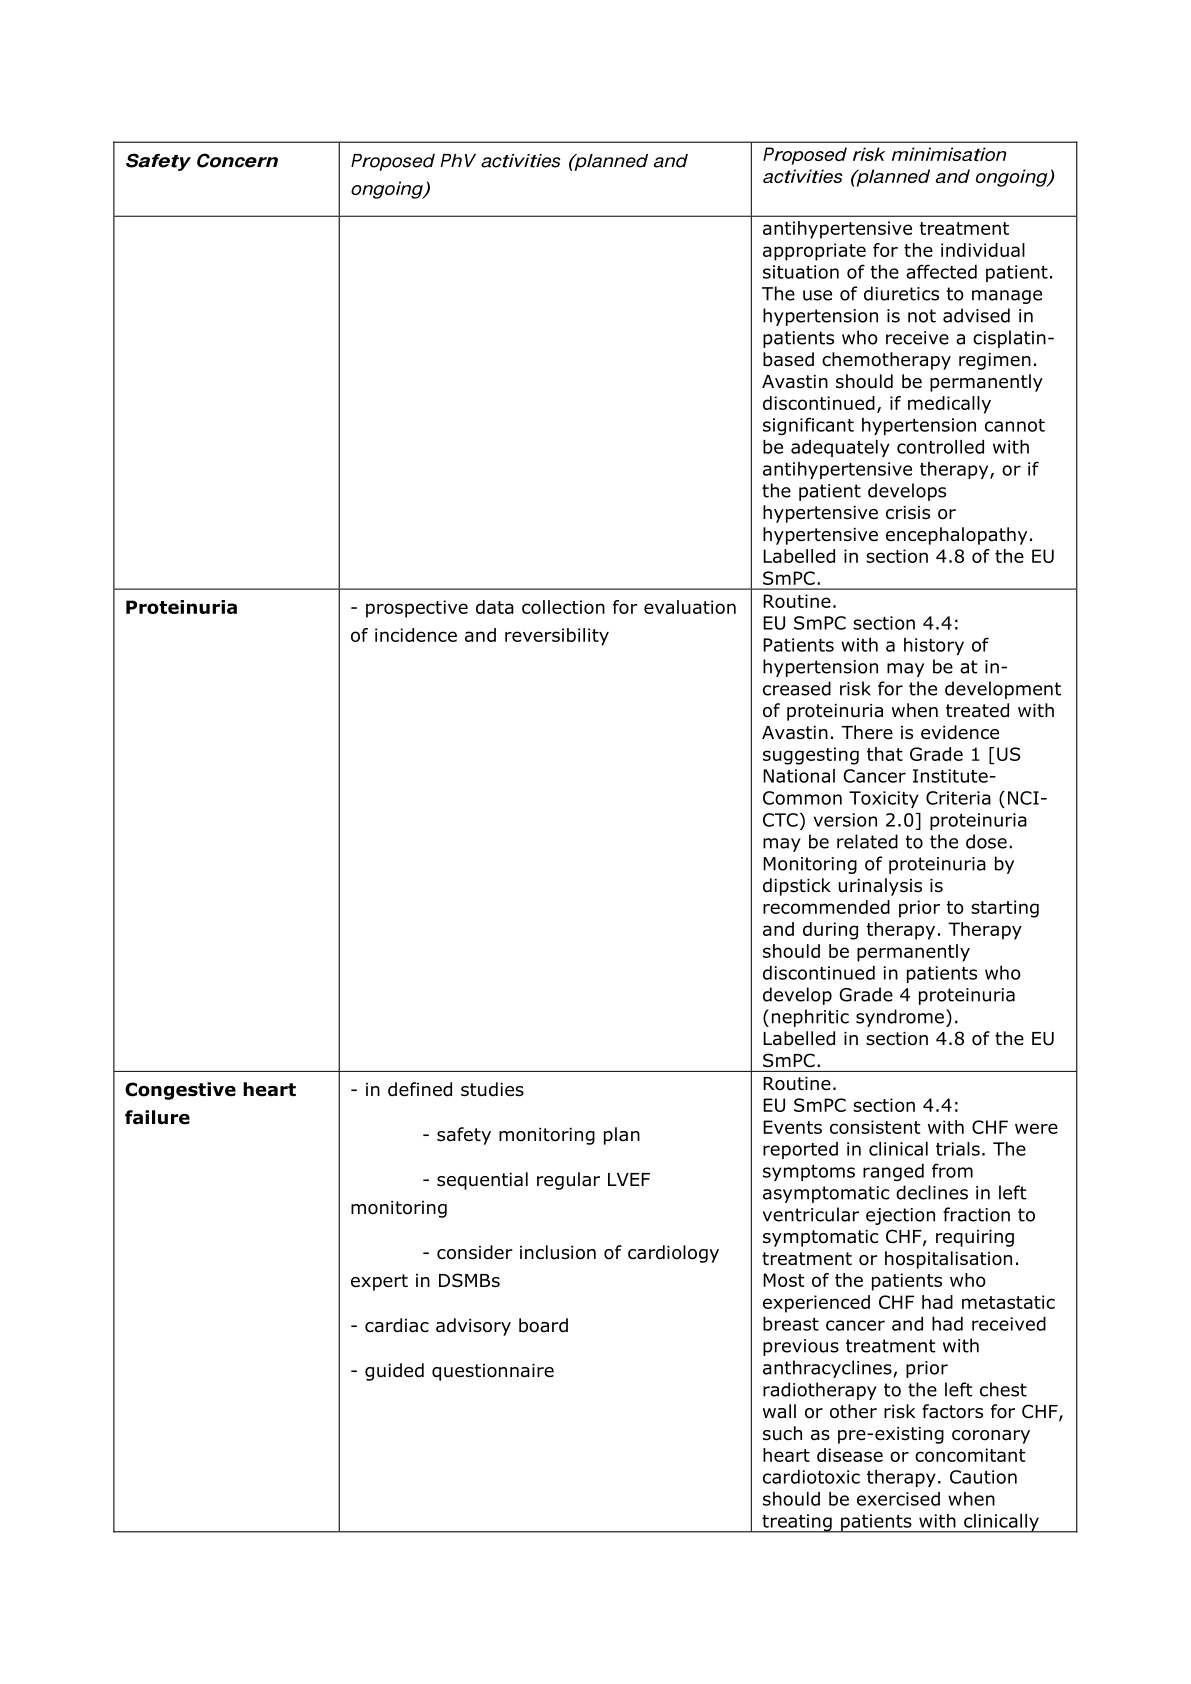 Safety Concern
Proposed PhV activities (planned and
ongoing)
Proposed risk minimisation
activities (planned and ongoing)
antihypertensive treatment
appropriate for the individual
situation of the affected patient.
The use of diuretics to manage
hypertension is not advised in
patients who receive a cisplatin-
based chemotherapy regimen.
Avastin should be permanently
discontinued, if medically
significant hypertension cannot
be adequately controlled with
antihypertensive therapy, or if
the patient develops
hypertensive crisis or
hypertensive encephalopathy.
Labelled in section 4.8 of the EU
SmPC.
Proteinuria
- prospective data collection for evaluation
of incidence and reversibility
Routine.
EU SmPC section 4.4:
Patients with a history of
hypertension may be at in-
creased risk for the development
of proteinuria when treated with
Avastin. There is evidence
suggesting that Grade 1 [US
National Cancer Institute-
Common Toxicity Criteria (NCI-
CTC) version 2.0] proteinuria
may be related to the dose.
Monitoring of proteinuria by
dipstick urinalysis is
recommended prior to starting
and during therapy. Therapy
should be permanently
discontinued in patients who
develop Grade 4 proteinuria
(nephritic syndrome).
Labelled in section 4.8 of the EU
SmPC.
Congestive heart
failure
- in defined studies
- safety monitoring plan
- sequential regular LVEF
monitoring
- consider inclusion of cardiology
expert in DSMBs
- cardiac advisory board
- guided questionnaire
Routine.
EU SmPC section 4.4:
Events consistent with CHF were
reported in clinical trials. The
symptoms ranged from
asymptomatic declines in left
ventricular ejection fraction to
symptomatic CHF, requiring
treatment or hospitalisation.
Most of the patients who
experienced CHF had metastatic
breast cancer and had received
previous treatment with
anthracyclines, prior
radiotherapy to the left chest
wall or other risk factors for CHF,
such as pre-existing coronary
heart disease or concomitant
cardiotoxic therapy. Caution
should be exercised when
treating patients with clinically